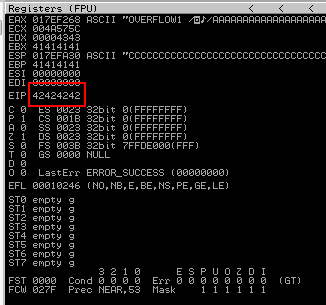 Registers (FPU)
EAX 017EF268 ASCII "OVERFLOW1 /.:/AAAAAAAAAAAAAAAAAAAAA
ECX 004A575C
EDX 00004343
EBX 41414141
ESP 017EFA30 ASCII "CCCCCCCCCCCCCCCCCCCCCCCCCCCC
EBP 41414141
ESI 00000000
EDI 00000000
EIP 42424242
C 0 ES 0023 32bit 0(FFFFFFFF)
P 1 CS 001B 32bit 0(FFFFFFFF)
A 0 SS 0023 32bit 0(FFFFFFFF)
Z 1 DS 0023 32bit 0(FFFFFFFF)
S 0 FS 003B 32bit 7FFDE000(FFF)
T 0 GS 0000 NULL
D 0
O 0 LastErr ERROR_SUCCESS (00000000)
EFL 00010246 (NO,NB,E,BE,NS,PE,GE,LE)
ST0 empty g
ST1 empty g
ST2 empty g
ST3 empty g
ST4 empty g
ST5 empty g
ST6 empty g
ST7 empty g
3 2 1 0 E S P U O Z D I
FST 0000 Cond 0 0 0 0 Err 0 0 0 0 0 0 0 0 (GT)
FCW 027F Prec NEAR,53 Mask 1 1 1 1 1 1